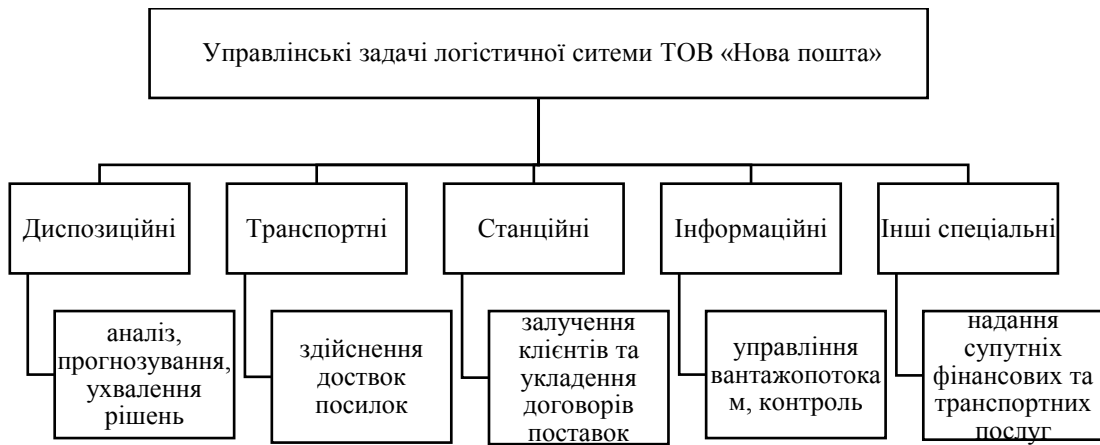 Управлінські задачі логістичної ситеми ТОВ «Нова пошта»
Диспозиційні
Транспортні
Станційні
Інформаційні
Інші спеціальні
аналіз,
прогнозування,
ухвалення
рішень
здійснення
доствок
посилок
залучення
клієнтів та
укладення
договорів
поставок
управління
вантажопотока
м, контроль
надання
супутніх
фінансових та
транспортних
послуг